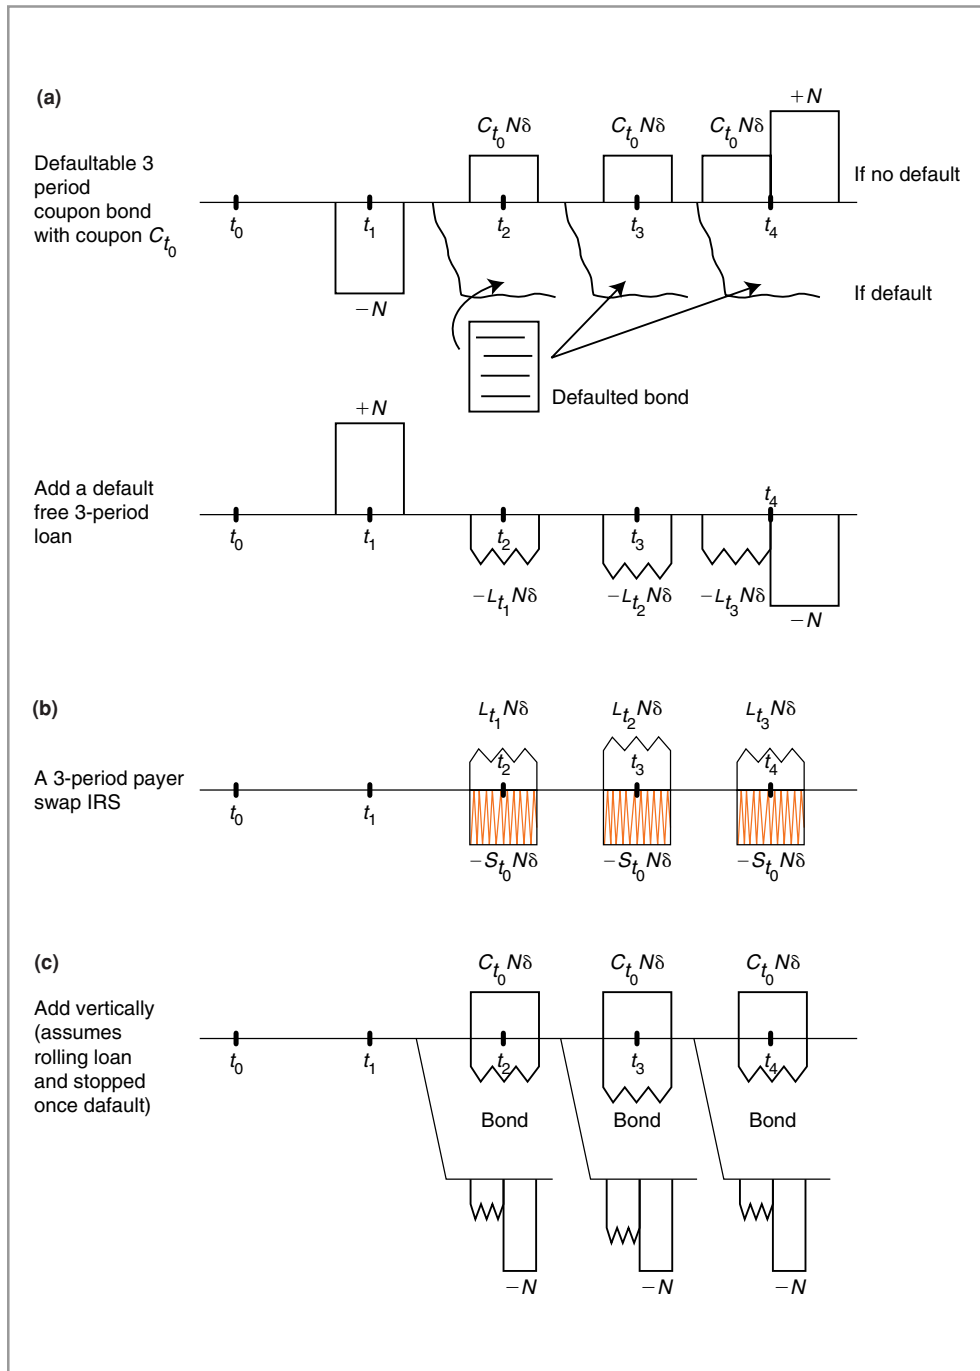 (a)
+N
C_{t_0}Nδ C_{t_0}Nδ C_{t_0}Nδ
Defaultable 3
period
coupon bond
with coupon C_{t_0}
If no default
t_0 t_1 t_2 t_3 t_4
−N
If default
Defaulted bond
+N
Add a default
free 3-period
loan
t_4
t_0 t_1 t_2 t_3
−L_{t_1}Nδ −L_{t_2}Nδ −L_{t_3}Nδ
−N
(b)
L_{t_1}Nδ L_{t_2}Nδ L_{t_3}Nδ
A 3-period payer
swap IRS
t_2 t_3 t_4
t_0 t_1
−S_{t_0}Nδ −S_{t_0}Nδ −S_{t_0}Nδ
(c)
C_{t_0}Nδ C_{t_0}Nδ C_{t_0}Nδ
Add vertically
(assumes
rolling loan
and stopped
once dafault)
t_0 t_1 t_2 t_3 t_4
Bond Bond Bond
−N −N −N